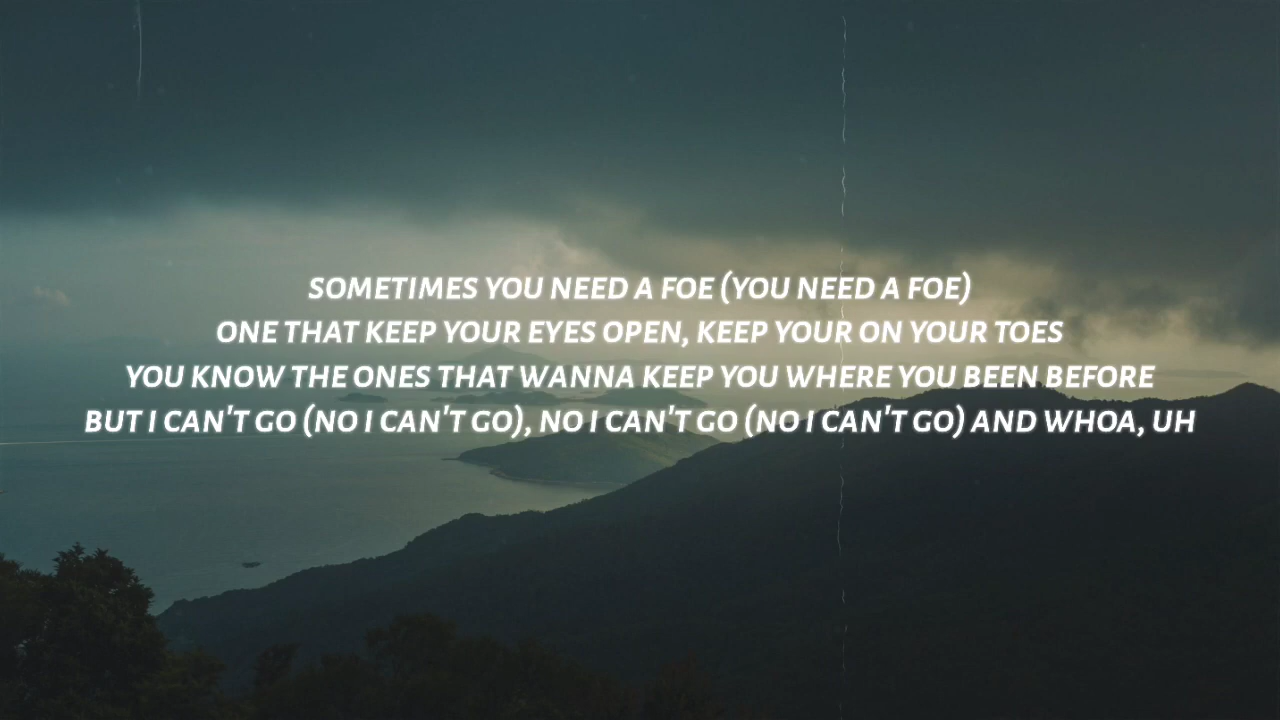 SOMETIMES YOU NEED A FOE (YOU NEED A FOE)
ONE THAT KEEP YOUR EYES OPEN, KEEP YOUR ON YOUR TOES
YOU KNOW THE ONES THAT WANNA KEEP YOU WHERE YOU BEEN BEFORE
BUT I CAN'T GO (NO I CAN'T GO), NO I CAN'T GO (NO I CAN'T GO) AND WHOA, UH